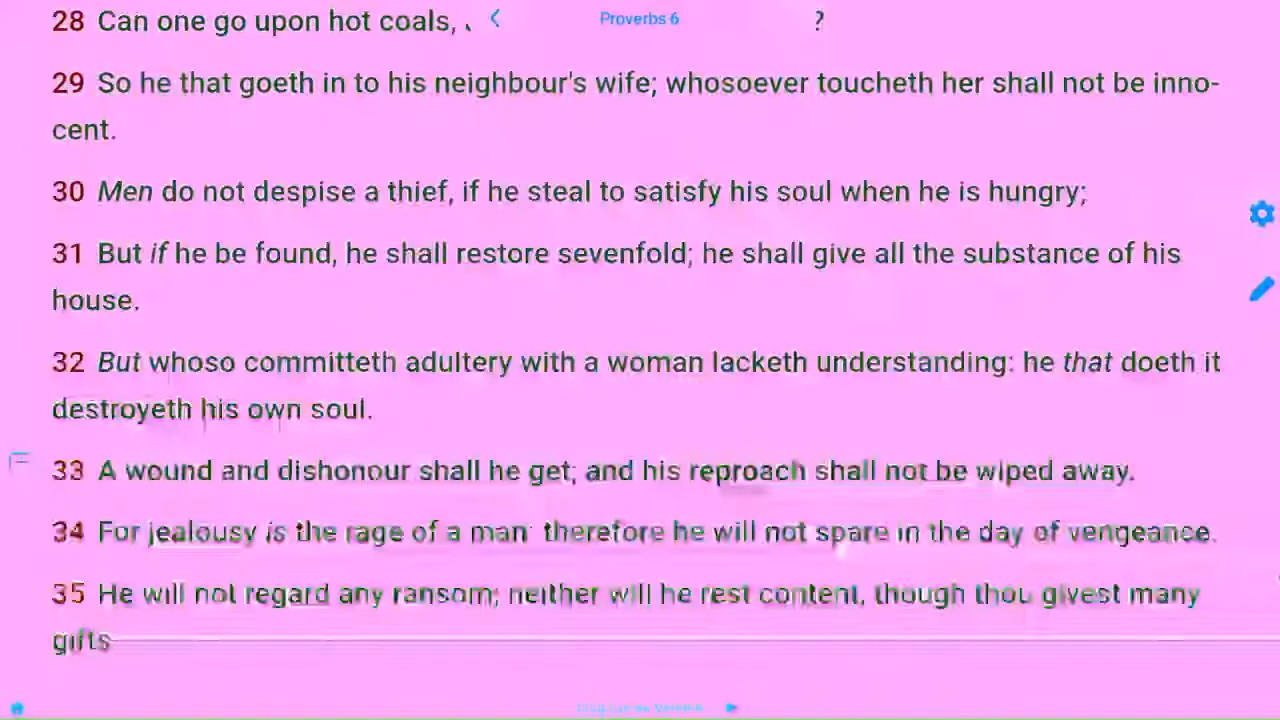 28 Can one go upon hot coals, ?
Proverbs 6
29 So he that goeth in to his neighbour's wife; whosoever toucheth her shall not be inno-
cent.
30 Men do not despise a thief, if he steal to satisfy his soul when he is hungry;
31 But if he be found, he shall restore sevenfold; he shall give all the substance of his
house.
32 But whoso committeth adultery with a woman lacketh understanding: he that doeth it
destroyeth his own soul.
33 A wound and dishonour shall he get; and his reproach shall not be wiped away.
34 For jealousy is the rage of a man: therefore he will not spare in the day of vengeance.
35 He will not regard any ransom; neither will he rest content, though thou givest many
gifts